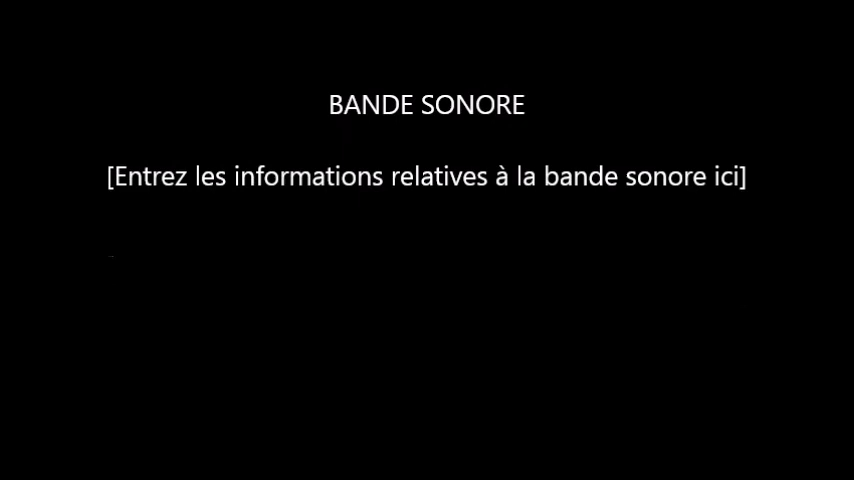 BANDE SONORE
[Entrez les informations relatives à la bande sonore ici]